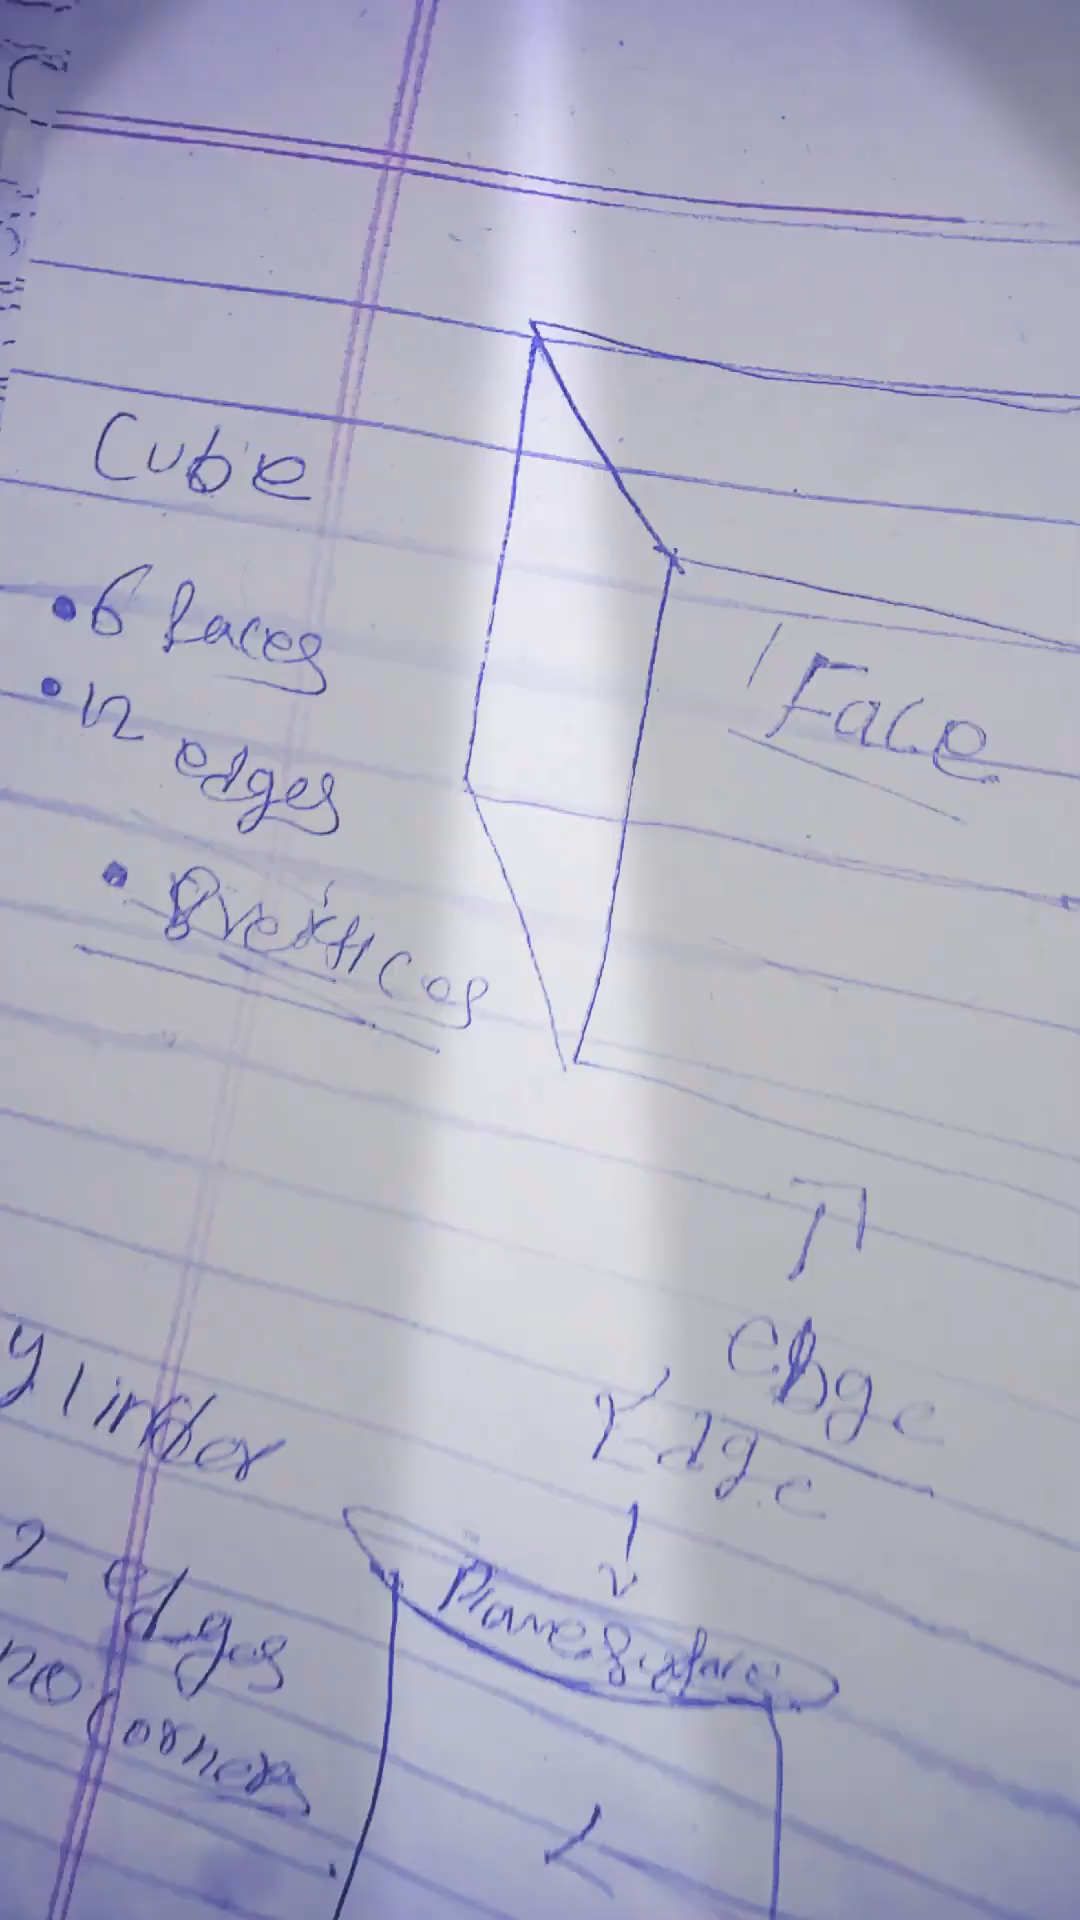 Cube
• 6 faces
• 12 edges
• 8 vertices
Face
edge
Edge
ylinder
Plane Surface
2 edges
no corners